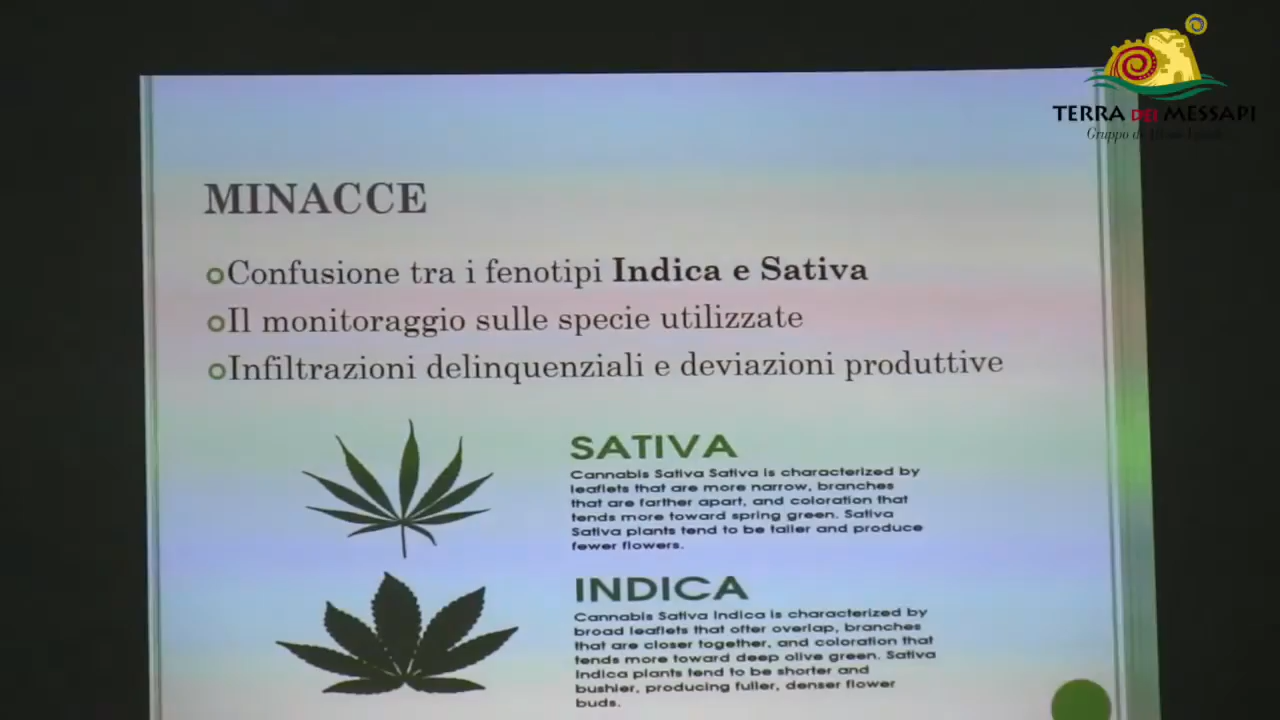 TERRA DEI MESSAPI
MINACCE
Confusione tra i fenotipi Indica e Sativa
Il monitoraggio sulle specie utilizzate
Infiltrazioni delinquenziali e deviazioni produttive
SATIVA
Cannabis Sativa Sativa is characterized by
leaflets that are more narrow, branches
that are farther apart, and coloration that
tends more toward spring green. Sativa
Sativa plants tend to be taller and produce
fewer flowers.
INDICA
Cannabis Sativa Indica is characterized by
broad leaflets that ofter overlap, branches
that are closer together, and coloration that
tends more toward deep olive green. Sativa
Indica plants tend to be shorter and
bushier, producing fuller, denser flower
buds.